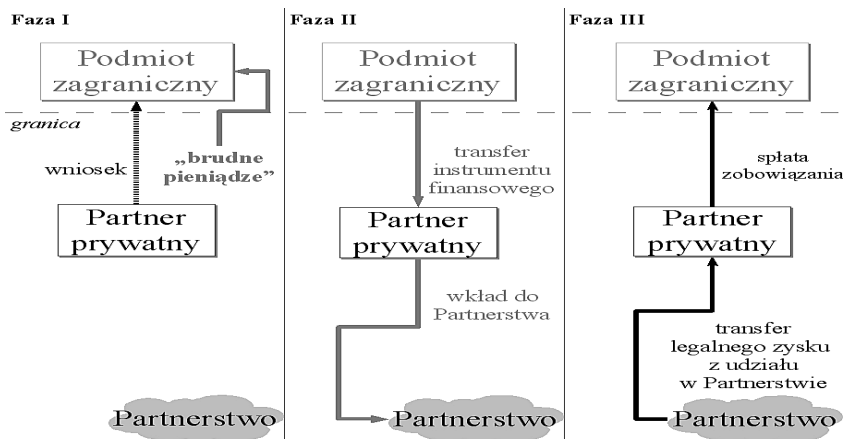 Faza I
Podmiot
zagraniczny
granica
wniosek
„brudne
pieniądze”
Partner
prywatny
Partnerstwo
Faza II
Podmiot
zagraniczny
transfer
instrumentu
finansowego
Partner
prywatny
wkład do
Partnerstwa
Partnerstwo
Faza III
Podmiot
zagraniczny
spłata
zobowiązania
Partner
prywatny
transfer
legalnego zysku
z udziału
w Partnerstwie
Partnerstwo